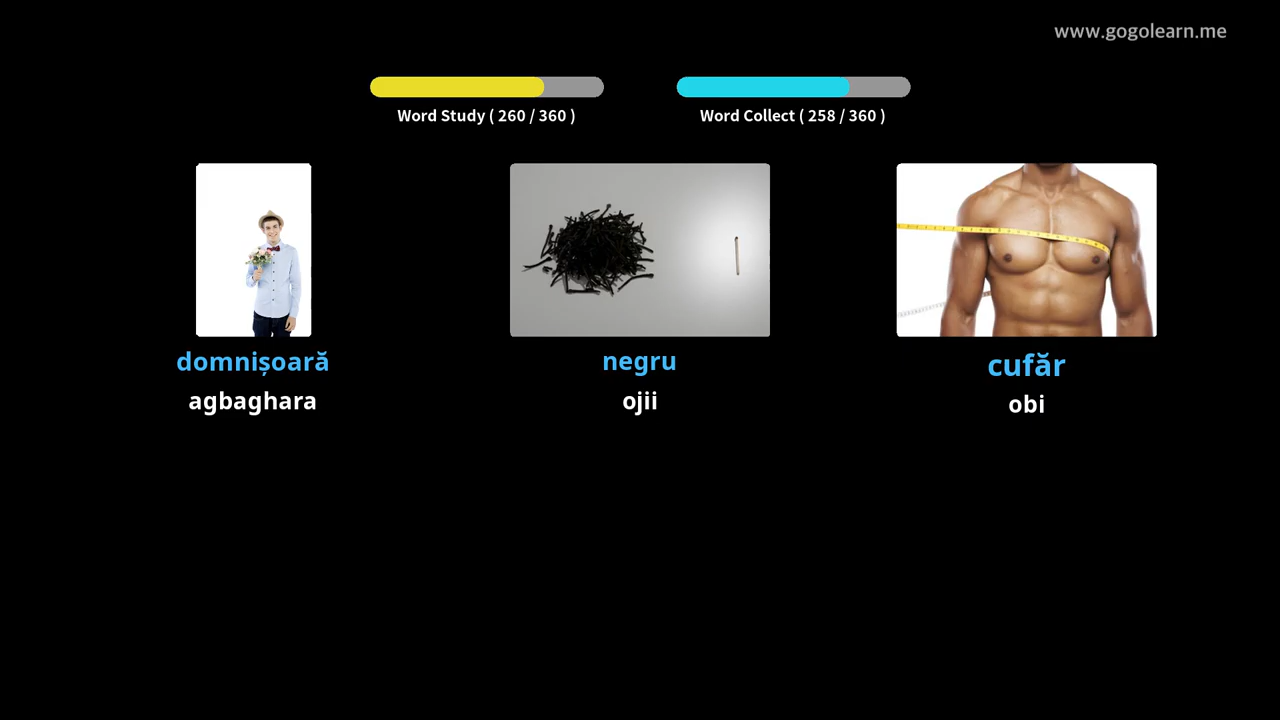 www.gogolearn.me
Word Study ( 260 / 360 )
Word Collect ( 258 / 360 )
domnișoară
negru
cufăr
agbaghara
ojii
obi